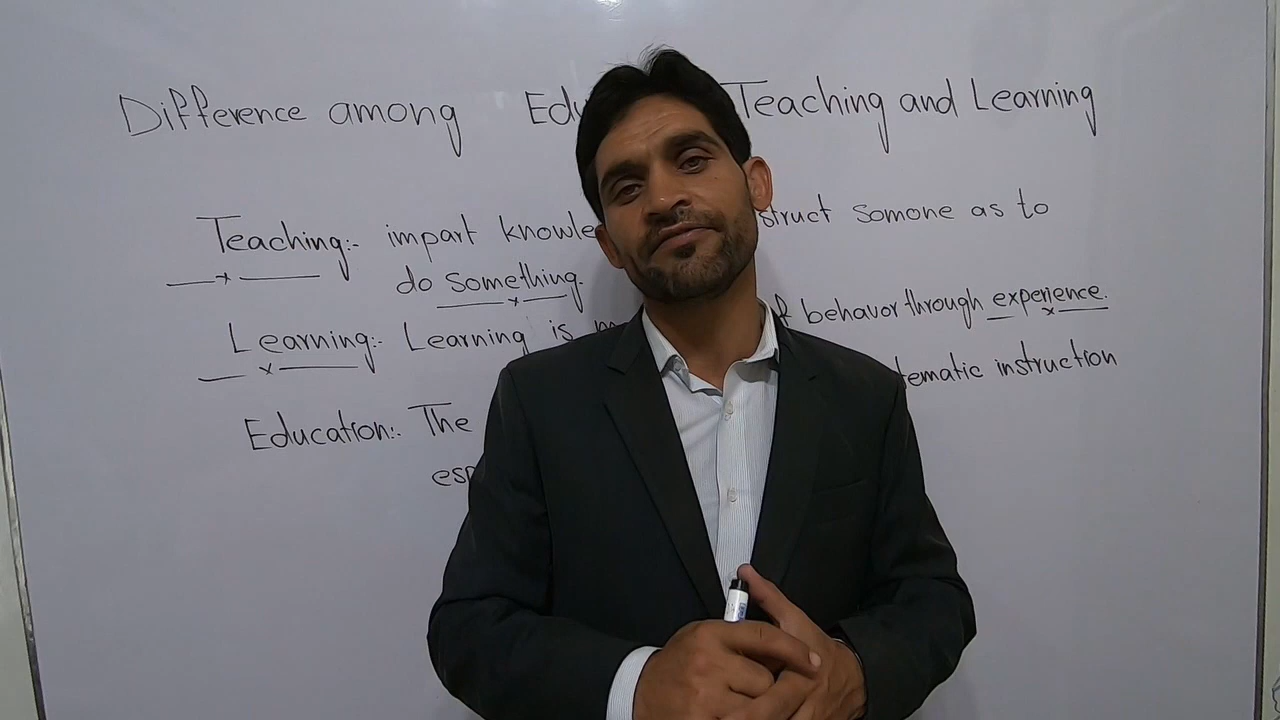 Difference among Edu Teaching and Learning
Teaching:- impart knowle struct somone as to
do something.
Learning:- Learning is m f behavor through experience.
Education:. The tematic instruction
esp